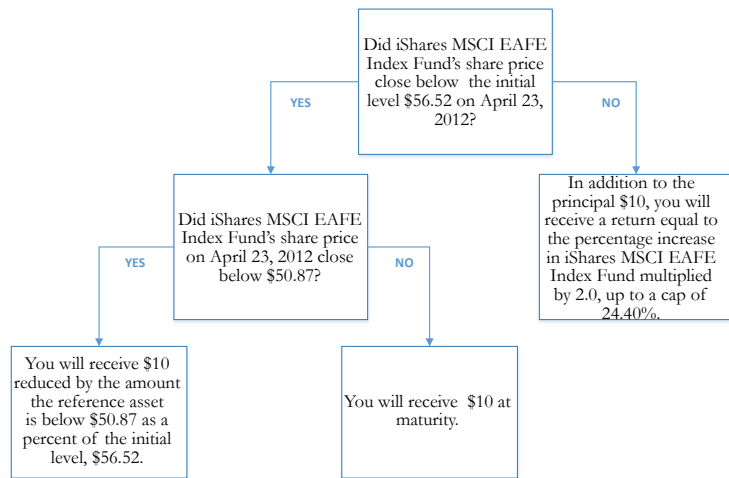 Did iShares MSCI EAFE
Index Fund's share price
close below the initial
level $56.52 on April 23,
2012?
YES
NO
Did iShares MSCI EAFE
Index Fund's share price
on April 23, 2012 close
below $50.87?
In addition to the
principal $10, you will
receive a return equal to
the percentage increase
in iShares MSCI EAFE
Index Fund multiplied
by 2.0, up to a cap of
24.40%.
YES
NO
You will receive $10
reduced by the amount
the reference asset
is below $50.87 as a
percent of the initial
level, $56.52.
You will receive $10 at
maturity.